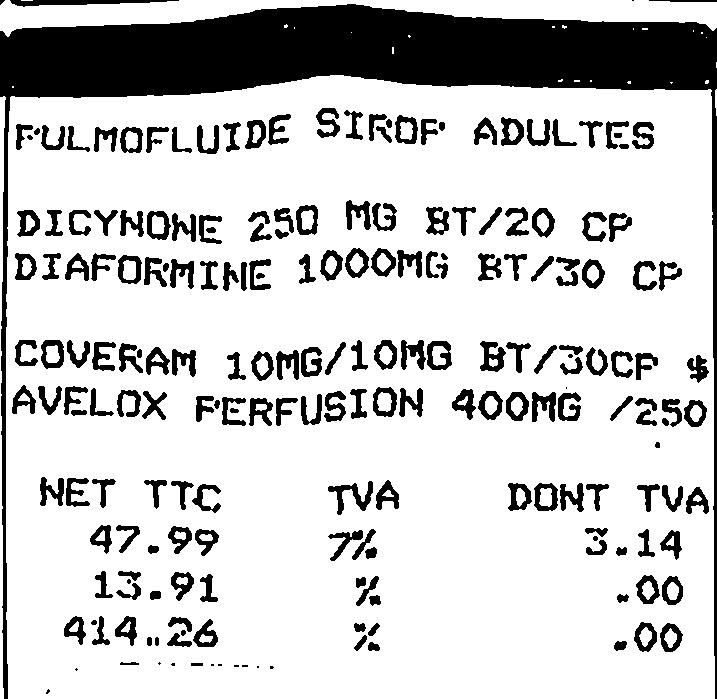 PULMOFLUIDE SIROP ADULTES
DICYNONE 250 MG BT/20 CP
DIAFORMINE 1000MG BT/30 CP
COVERAM 10MG/10MG BT/30CP $
AVELOX PERFUSION 400MG /250
NET TTC TVA DONT TVA
47.99 7% 3.14
13.91 % .00
414.26 % .00